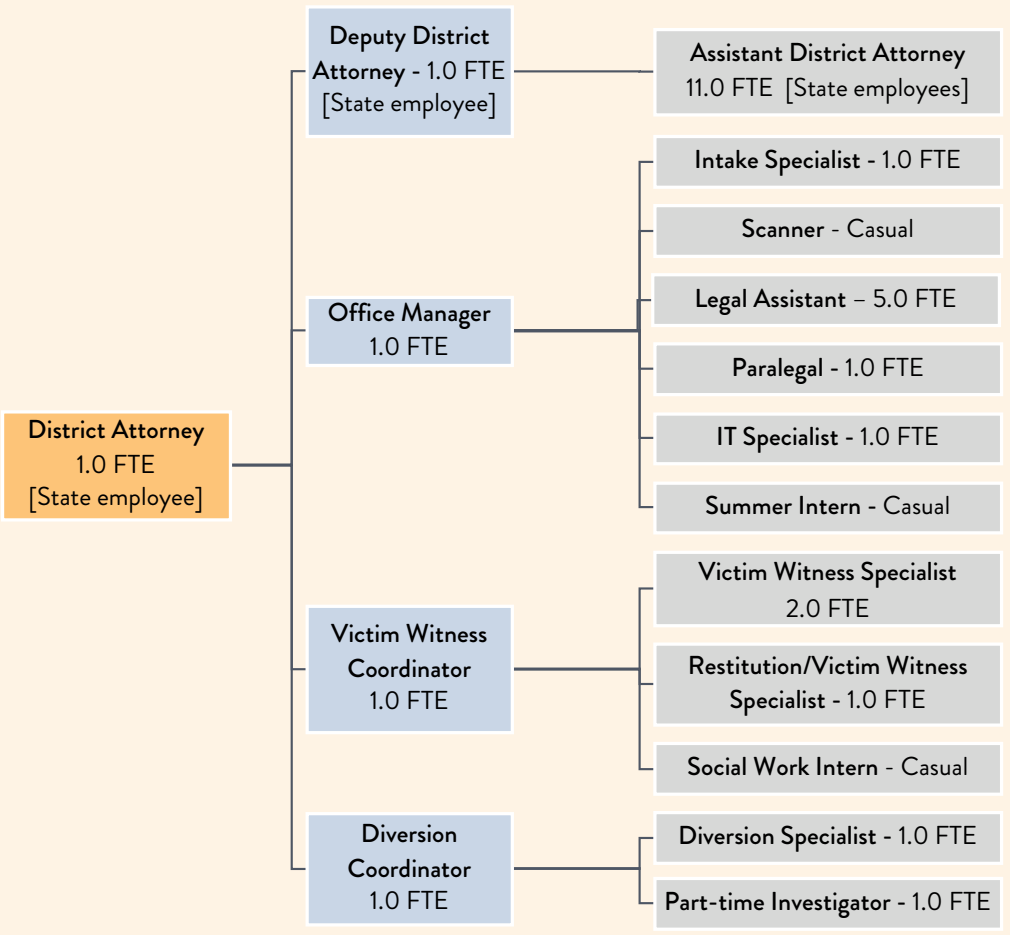 Deputy District
Attorney - 1.0 FTE
[State employee]
Assistant District Attorney
11.0 FTE [State employees]
Intake Specialist - 1.0 FTE
Scanner - Casual
Legal Assistant – 5.0 FTE
Office Manager
1.0 FTE
Paralegal - 1.0 FTE
IT Specialist - 1.0 FTE
Summer Intern - Casual
District Attorney
1.0 FTE
[State employee]
Victim Witness
Coordinator
1.0 FTE
Victim Witness Specialist
2.0 FTE
Restitution/Victim Witness
Specialist - 1.0 FTE
Social Work Intern - Casual
Diversion
Coordinator
1.0 FTE
Diversion Specialist - 1.0 FTE
Part-time Investigator - 1.0 FTE